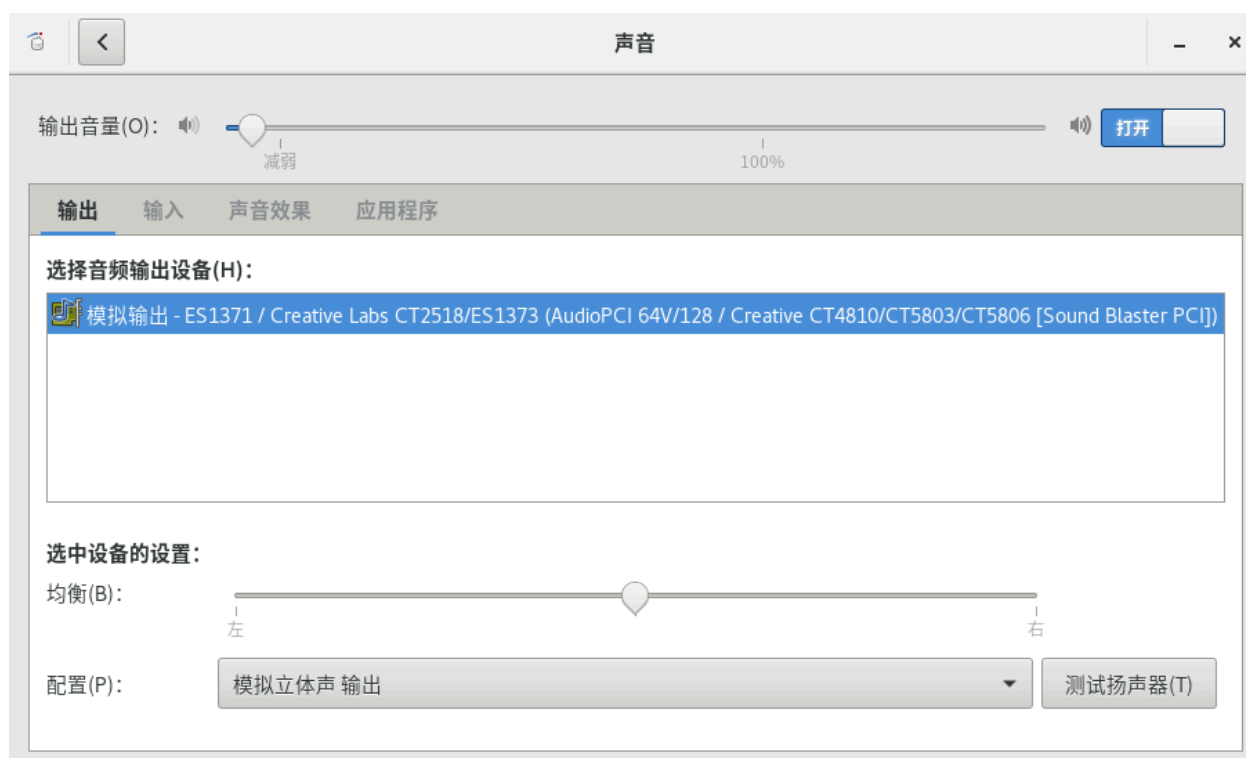 声音
输出音量(O)：
打开
减弱 100%
输出 输入 声音效果 应用程序
选择音频输出设备(H)：
模拟输出 - ES1371 / Creative Labs CT2518/ES1373 (AudioPCI 64V/128 / Creative CT4810/CT5803/CT5806 [Sound Blaster PCI])
选中设备的设置：
均衡(B)：
左 右
配置(P)： 模拟立体声 输出 测试扬声器(T)